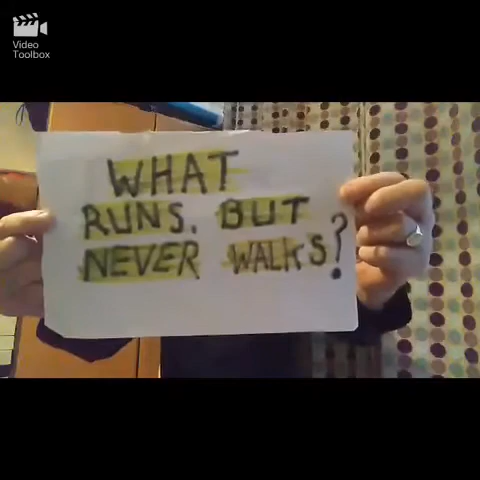 Video
Toolbox
WHAT
RUNS, BUT
NEVER WALKS?